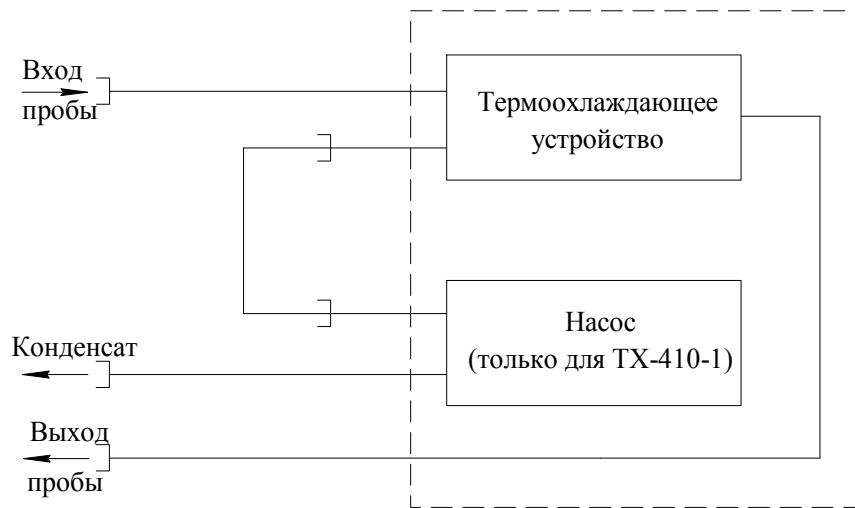 Вход
пробы
Термоохлаждающее
устройство
Насос
(только для ТХ-410-1)
Конденсат
Выход
пробы